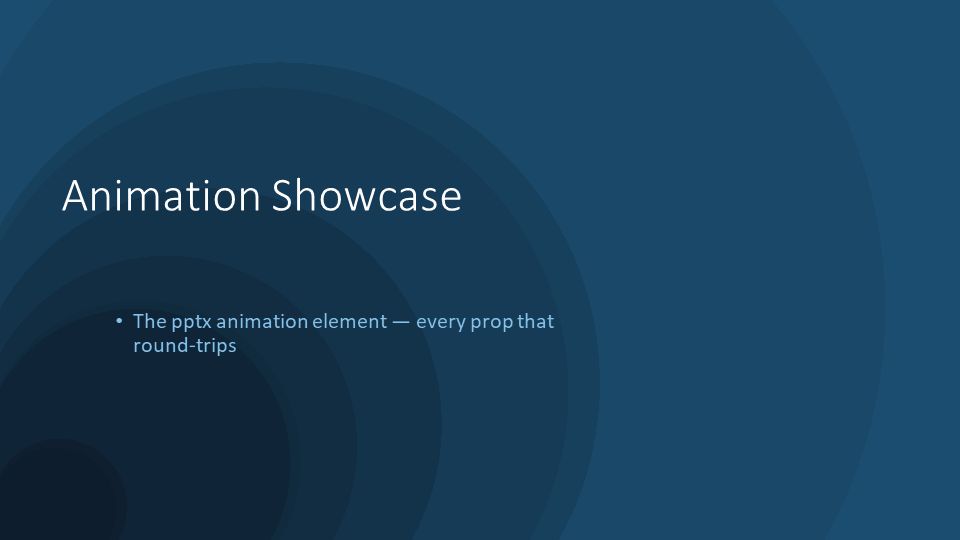 Animation Showcase
• The pptx animation element — every prop that
round-trips